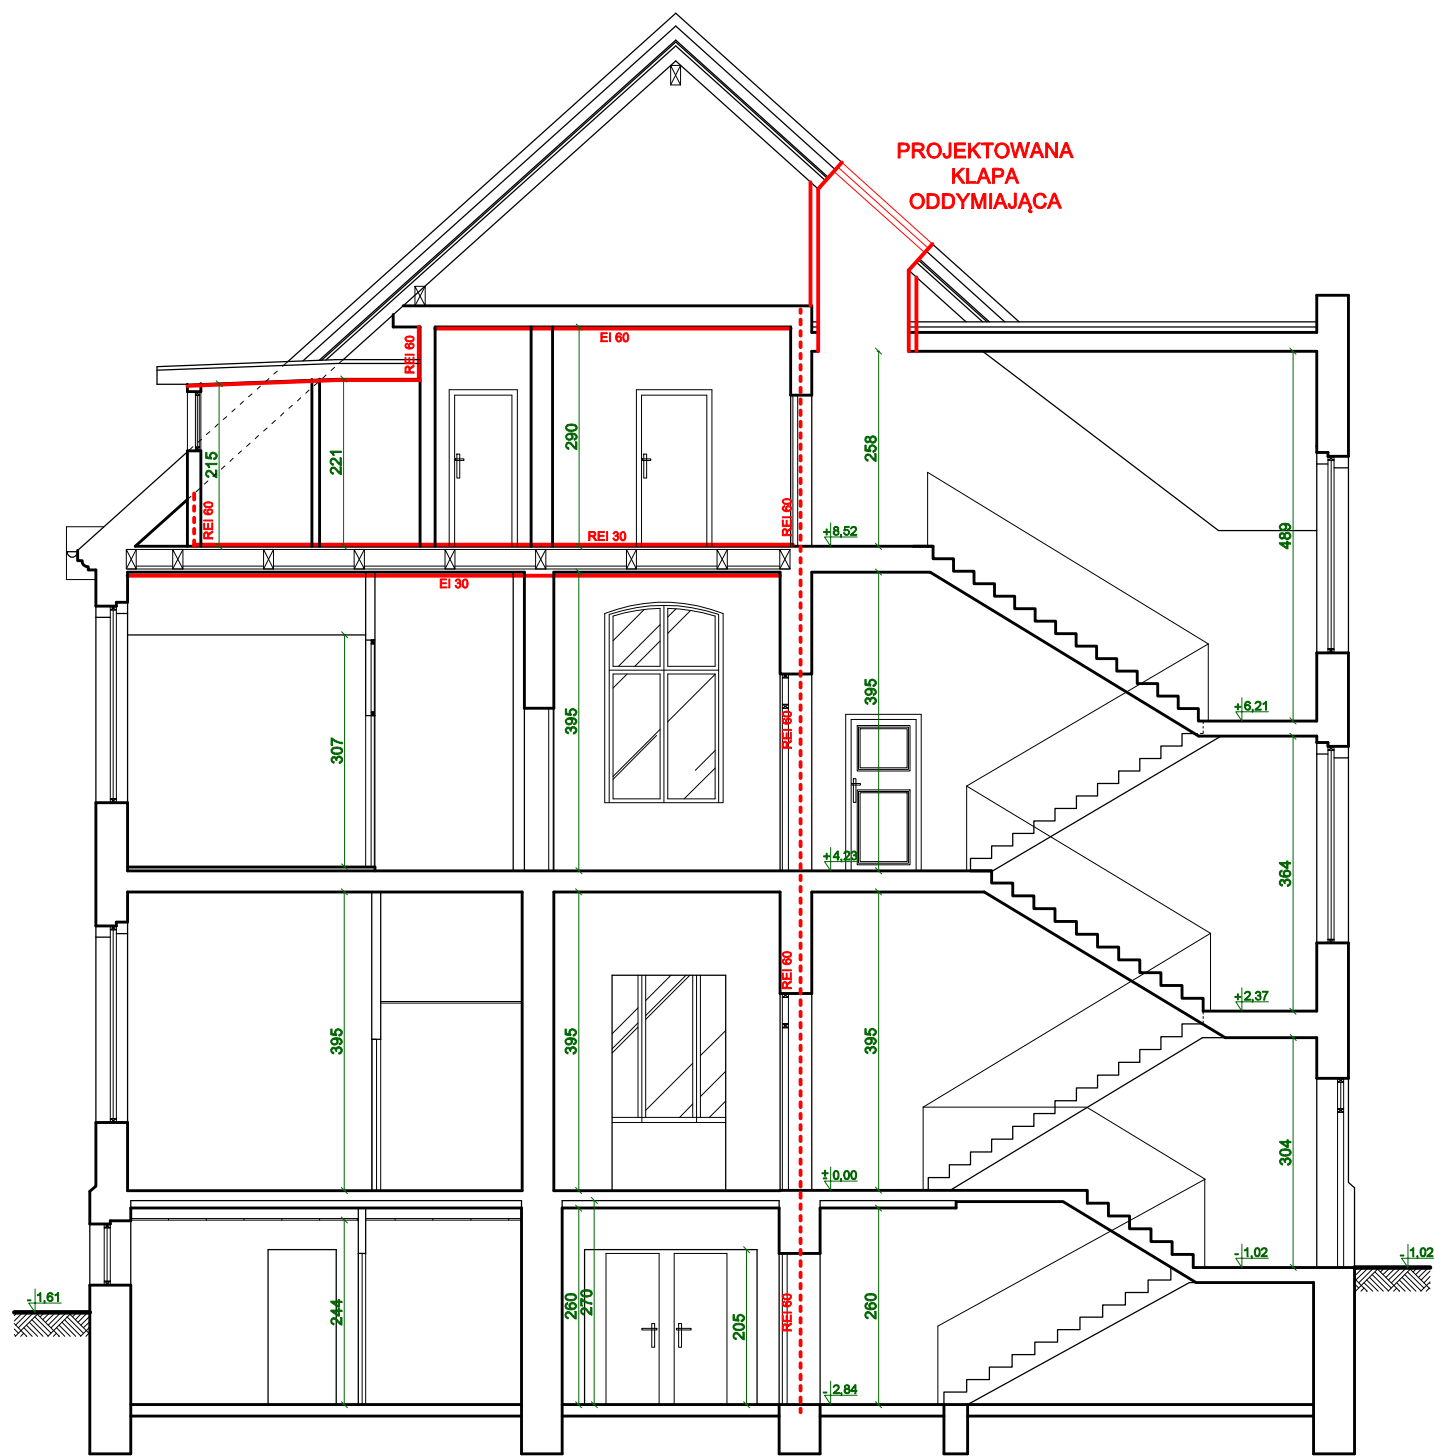 PROJEKTOWANA
KLAPA
ODDYMIAJĄCA
EI 60
REI 60
290
258
215
221
REI 60
REI 30
REI 60
+8,52
489
EI 30
307
395
395
REI 60
+6,21
+4,23
364
395
395
395
REI 60
+2,37
304
±0,00
-1,02
-1,02
-1,61
244
260
270
205
REI 60
260
-2,84